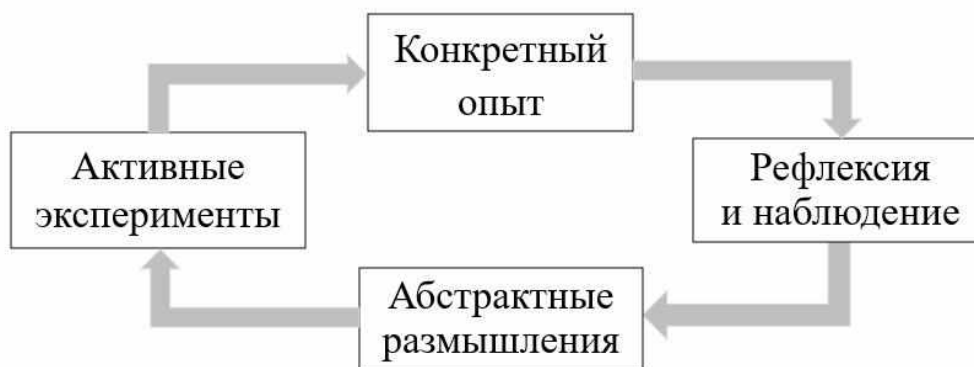 Конкретный
опыт
Рефлексия
и наблюдение
Абстрактные
размышления
Активные
эксперименты